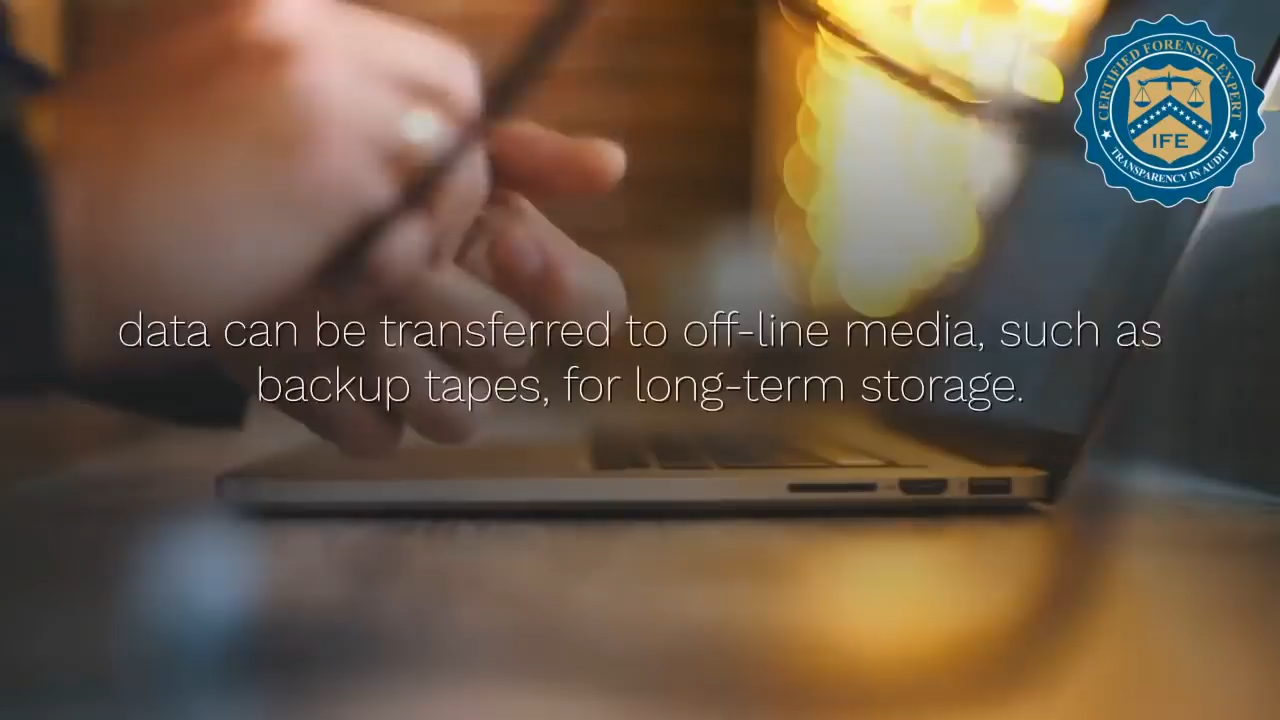 CERTIFIED FORENSIC EXPERT
IFE
TRANSPARENCY IN AUDIT
data can be transferred to off-line media, such as
backup tapes, for long-term storage.